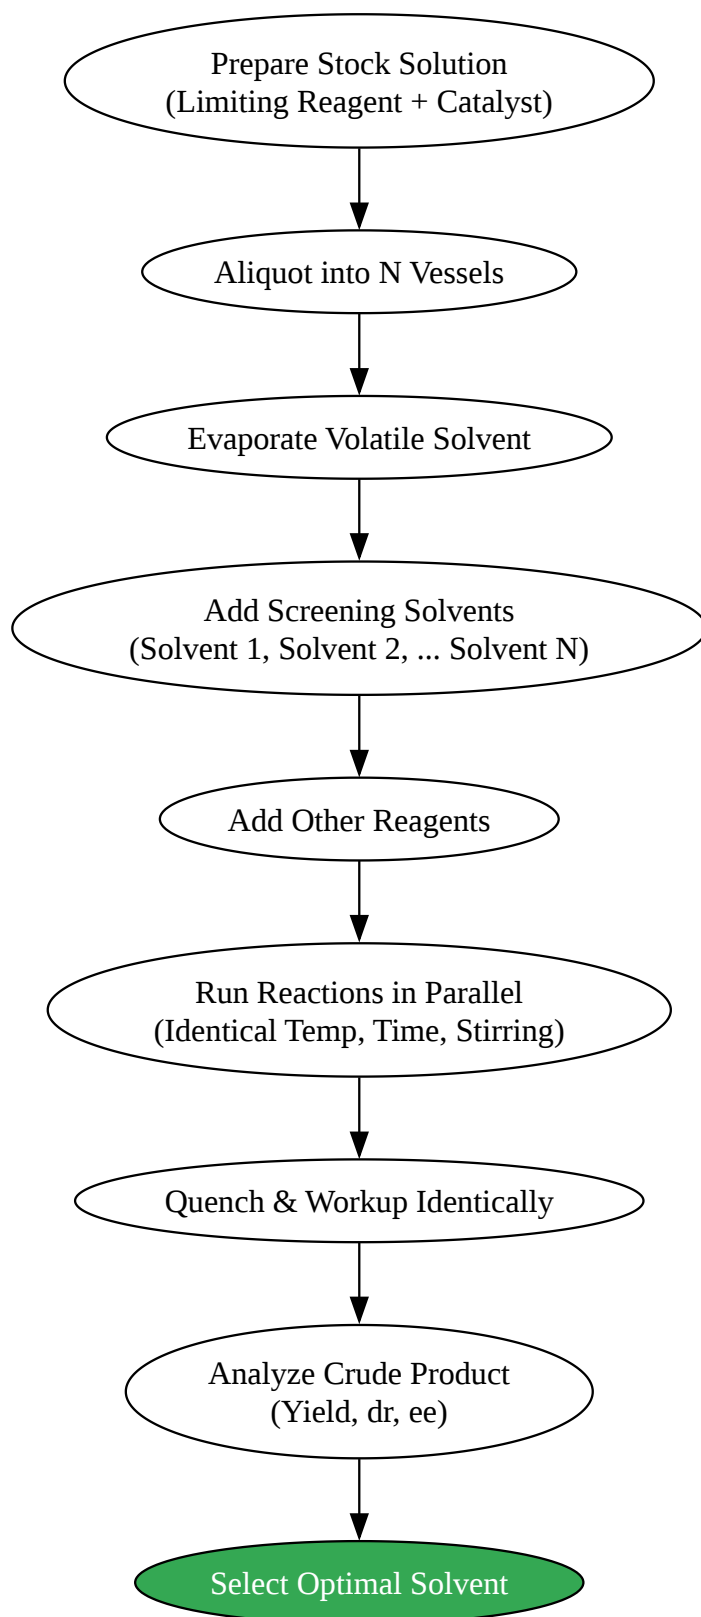 Prepare Stock Solution
(Limiting Reagent + Catalyst)
Aliquot into N Vessels
Evaporate Volatile Solvent
Add Screening Solvents
(Solvent 1, Solvent 2, ... Solvent N)
Add Other Reagents
Run Reactions in Parallel
(Identical Temp, Time, Stirring)
Quench & Workup Identically
Analyze Crude Product
(Yield, dr, ee)
Select Optimal Solvent